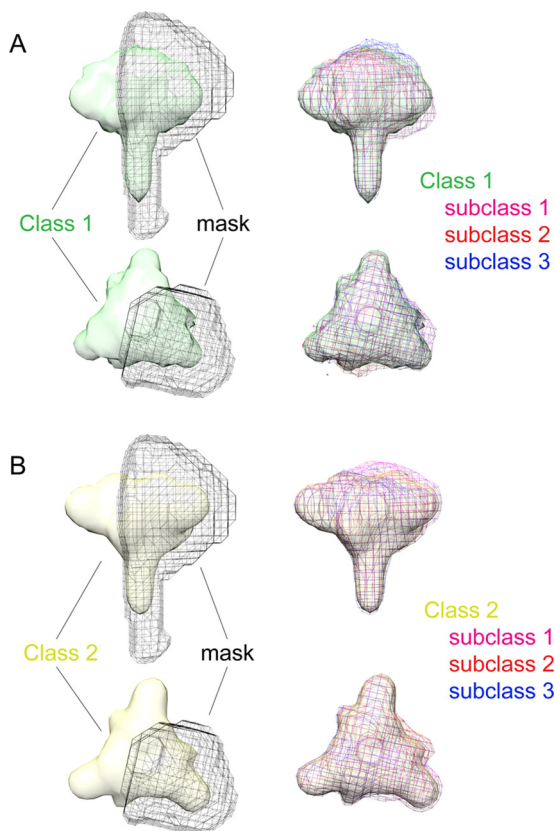 A
Class 1
mask
Class 1
subclass 1
subclass 2
subclass 3
B
Class 2
mask
Class 2
subclass 1
subclass 2
subclass 3